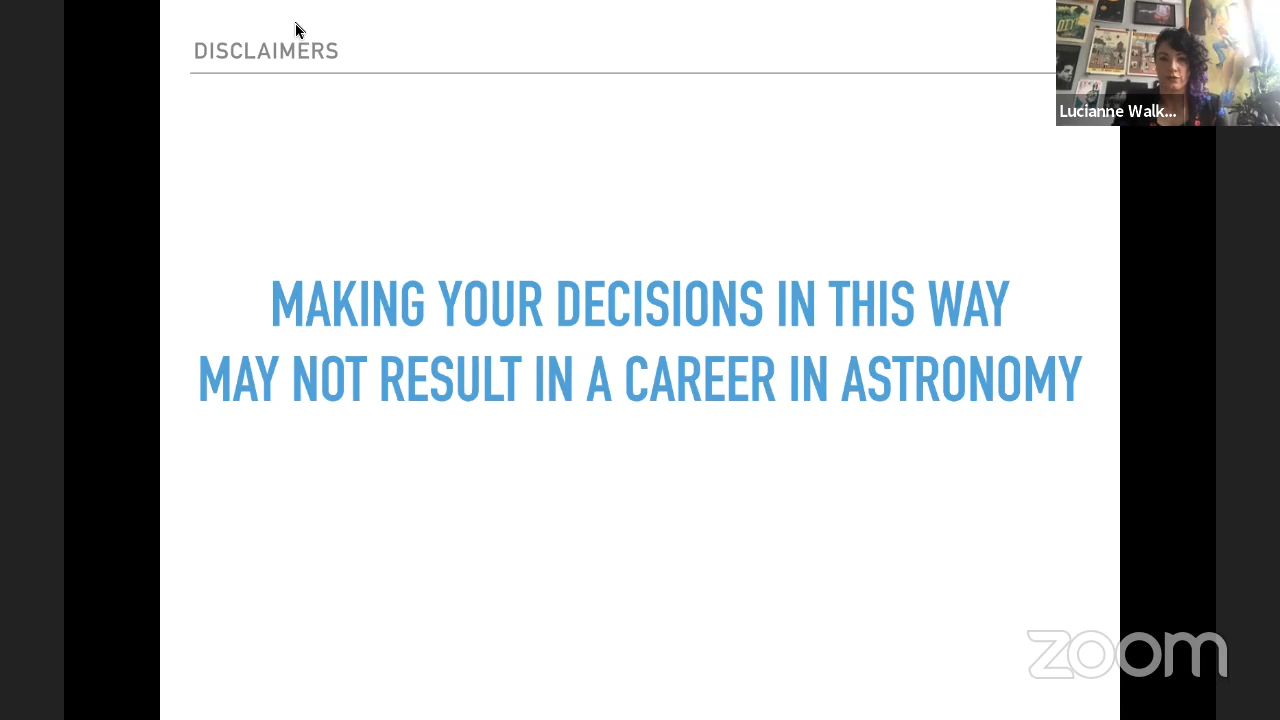 DISCLAIMERS
Lucianne Walk...
MAKING YOUR DECISIONS IN THIS WAY
MAY NOT RESULT IN A CAREER IN ASTRONOMY
zoom